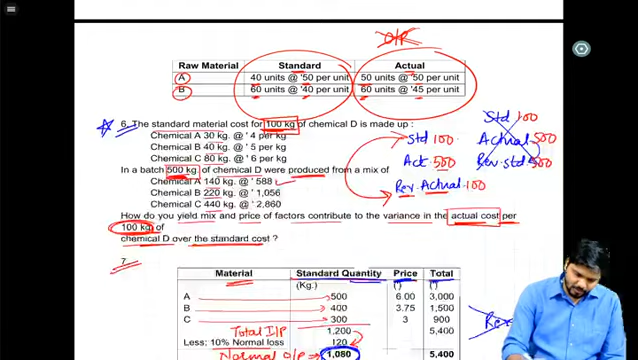 O/P
Raw Material Standard Actual
A 40 units @ '50 per unit 50 units @ '50 per unit
B 60 units @ '40 per unit 60 units @ '45 per unit
6. The standard material cost for 100 kg of chemical D is made up :
Chemical A 30 kg. @ ' 4 per kg
Chemical B 40 kg. @ ' 5 per kg
Chemical C 80 kg. @ ' 6 per kg
In a batch 500 kg. of chemical D were produced from a mix of
Chemical A 140 kg. @ ' 588
Chemical B 220 kg. @ ' 1,056
Chemical C 440 kg. @ ' 2,860
How do you yield mix and price of factors contribute to the variance in the actual cost per
100 kg of
chemical D over the standard cost ?
Std 100
Act. 500
Rev. Actual 100
Std 100
Actual 500
Rev. std 500
7.
Material Standard Quantity Price Total
(Kg.) (') (')
A 500 6.00 3,000
B 400 3.75 1,500
C 300 3 900
Total I/P 1,200 5,400
Less: 10% Normal loss 120
Normal O/P 1,080 5,400
Rev